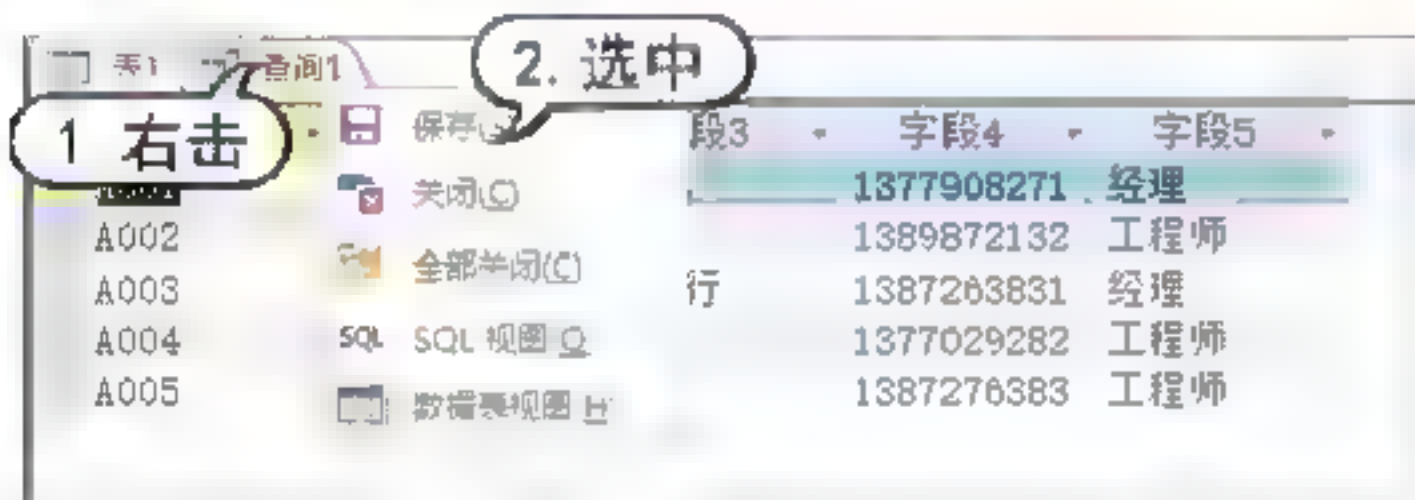 表1 查询1
2. 选中
1 右击
保存
段3 字段4 字段5
关闭(C)
1377908271 经理
A002
1389872132 工程师
全部关闭(C)
A003
行 1387263831 经理
A004
SQL SQL 视图 Q
1377029282 工程师
A005
数据表视图 H
1387276383 工程师